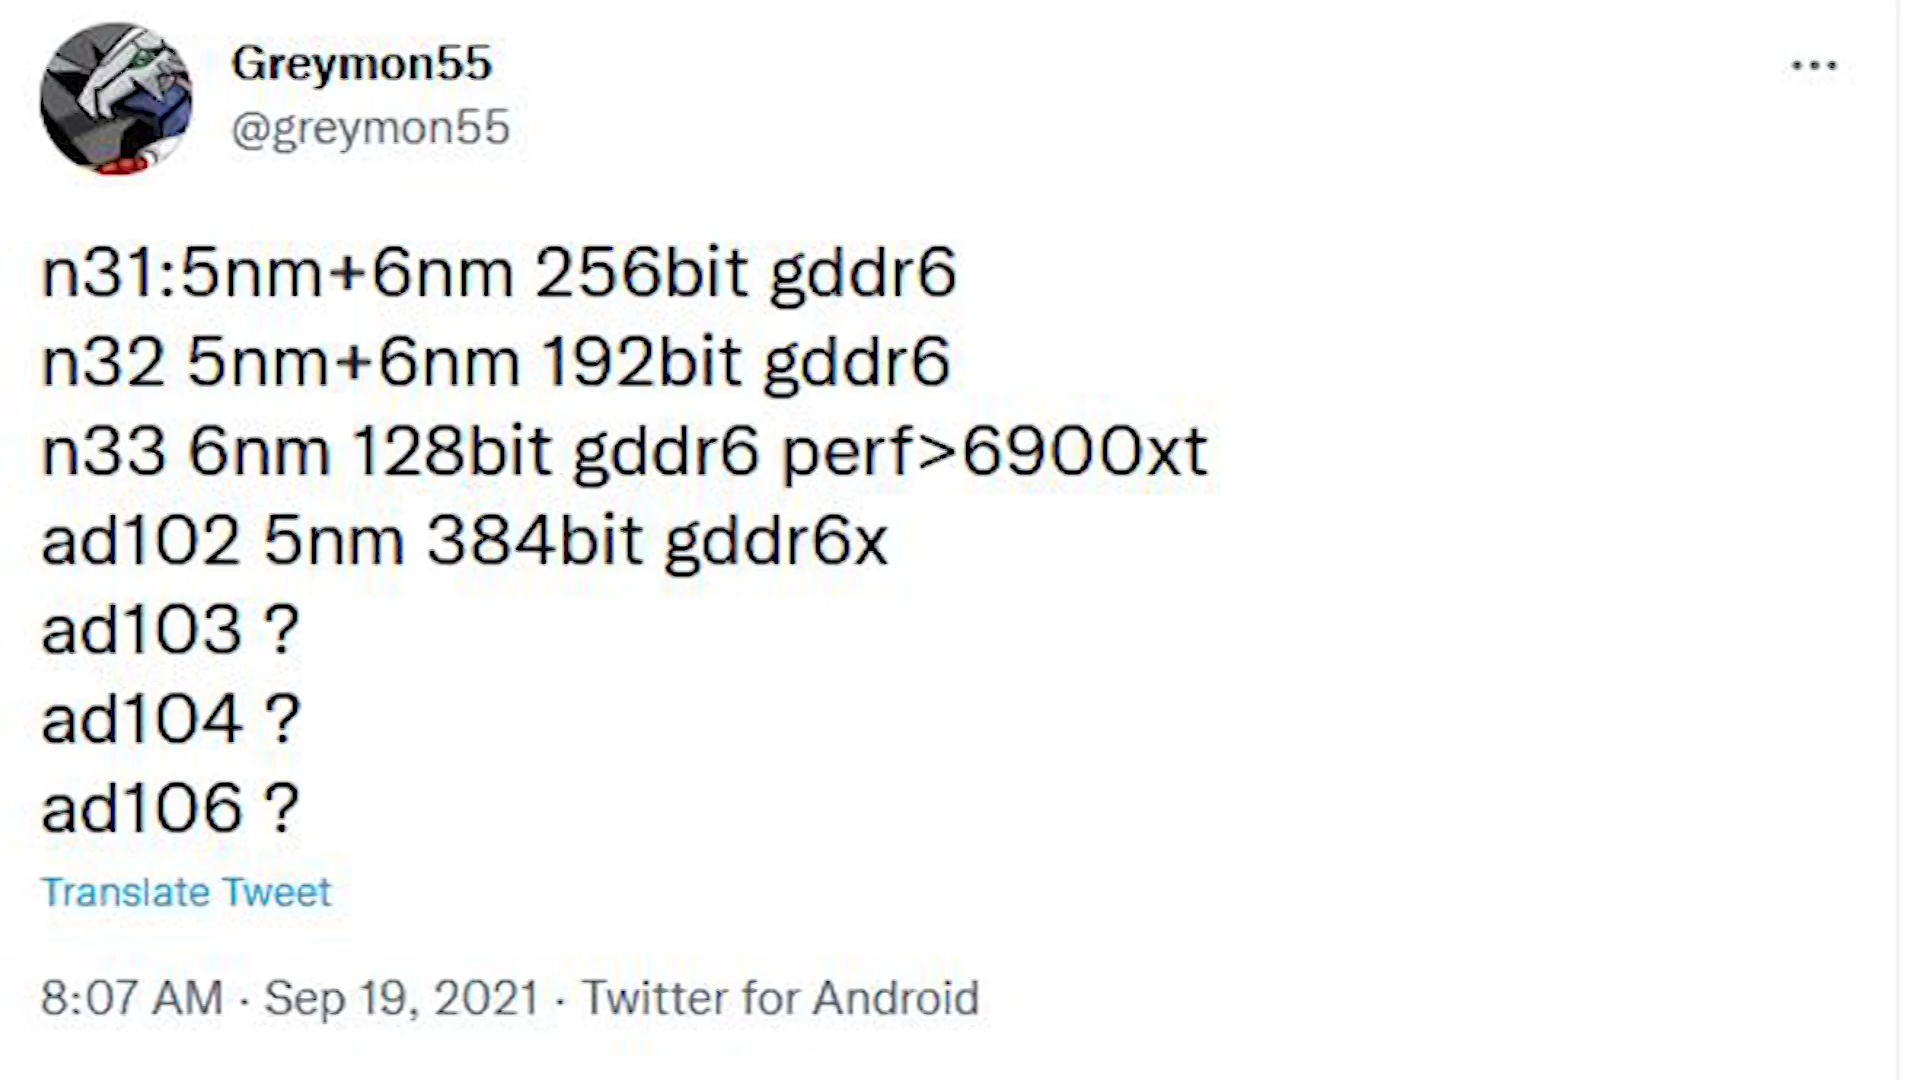 Greymon55
@greymon55
n31:5nm+6nm 256bit gddr6
n32 5nm+6nm 192bit gddr6
n33 6nm 128bit gddr6 perf>6900xt
ad102 5nm 384bit gddr6x
ad103 ?
ad104 ?
ad106 ?
Translate Tweet
8:07 AM · Sep 19, 2021 · Twitter for Android